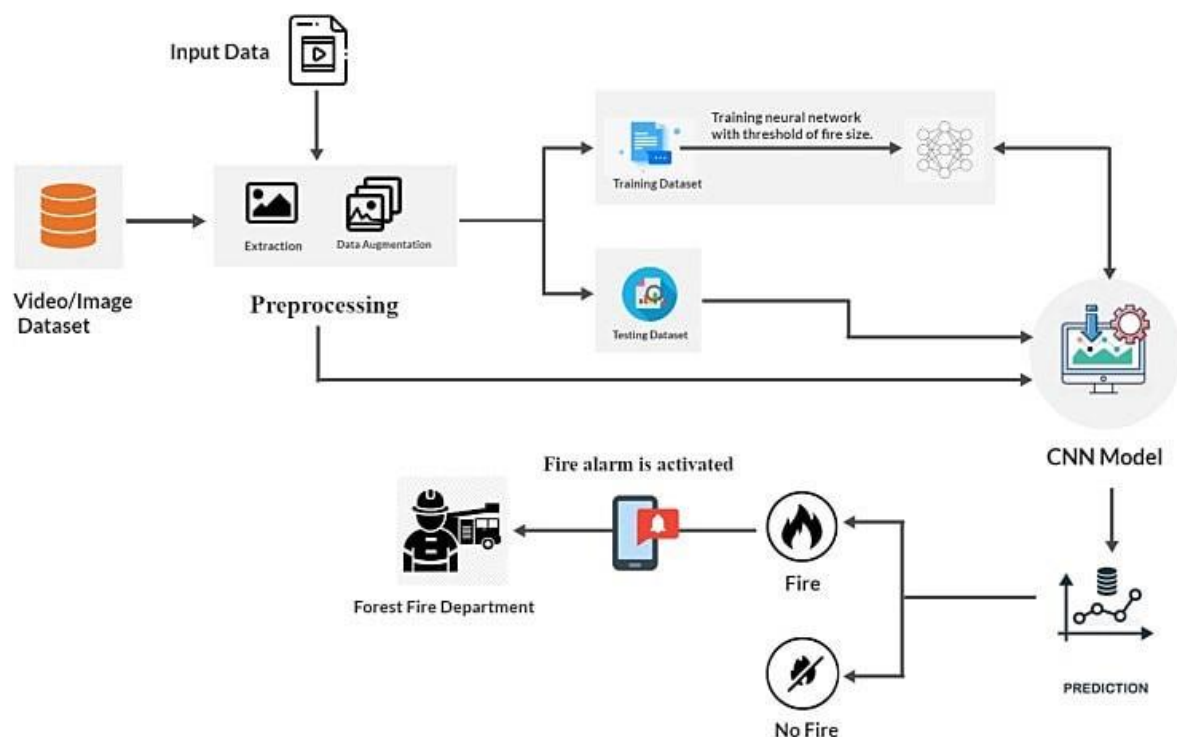 Input Data
Training neural network
with threshold of fire size.
Training Dataset
Extraction
Data Augmentation
Video/Image
Dataset
Preprocessing
Testing Dataset
CNN Model
Fire alarm is activated
Fire
Forest Fire Department
PREDICTION
No Fire